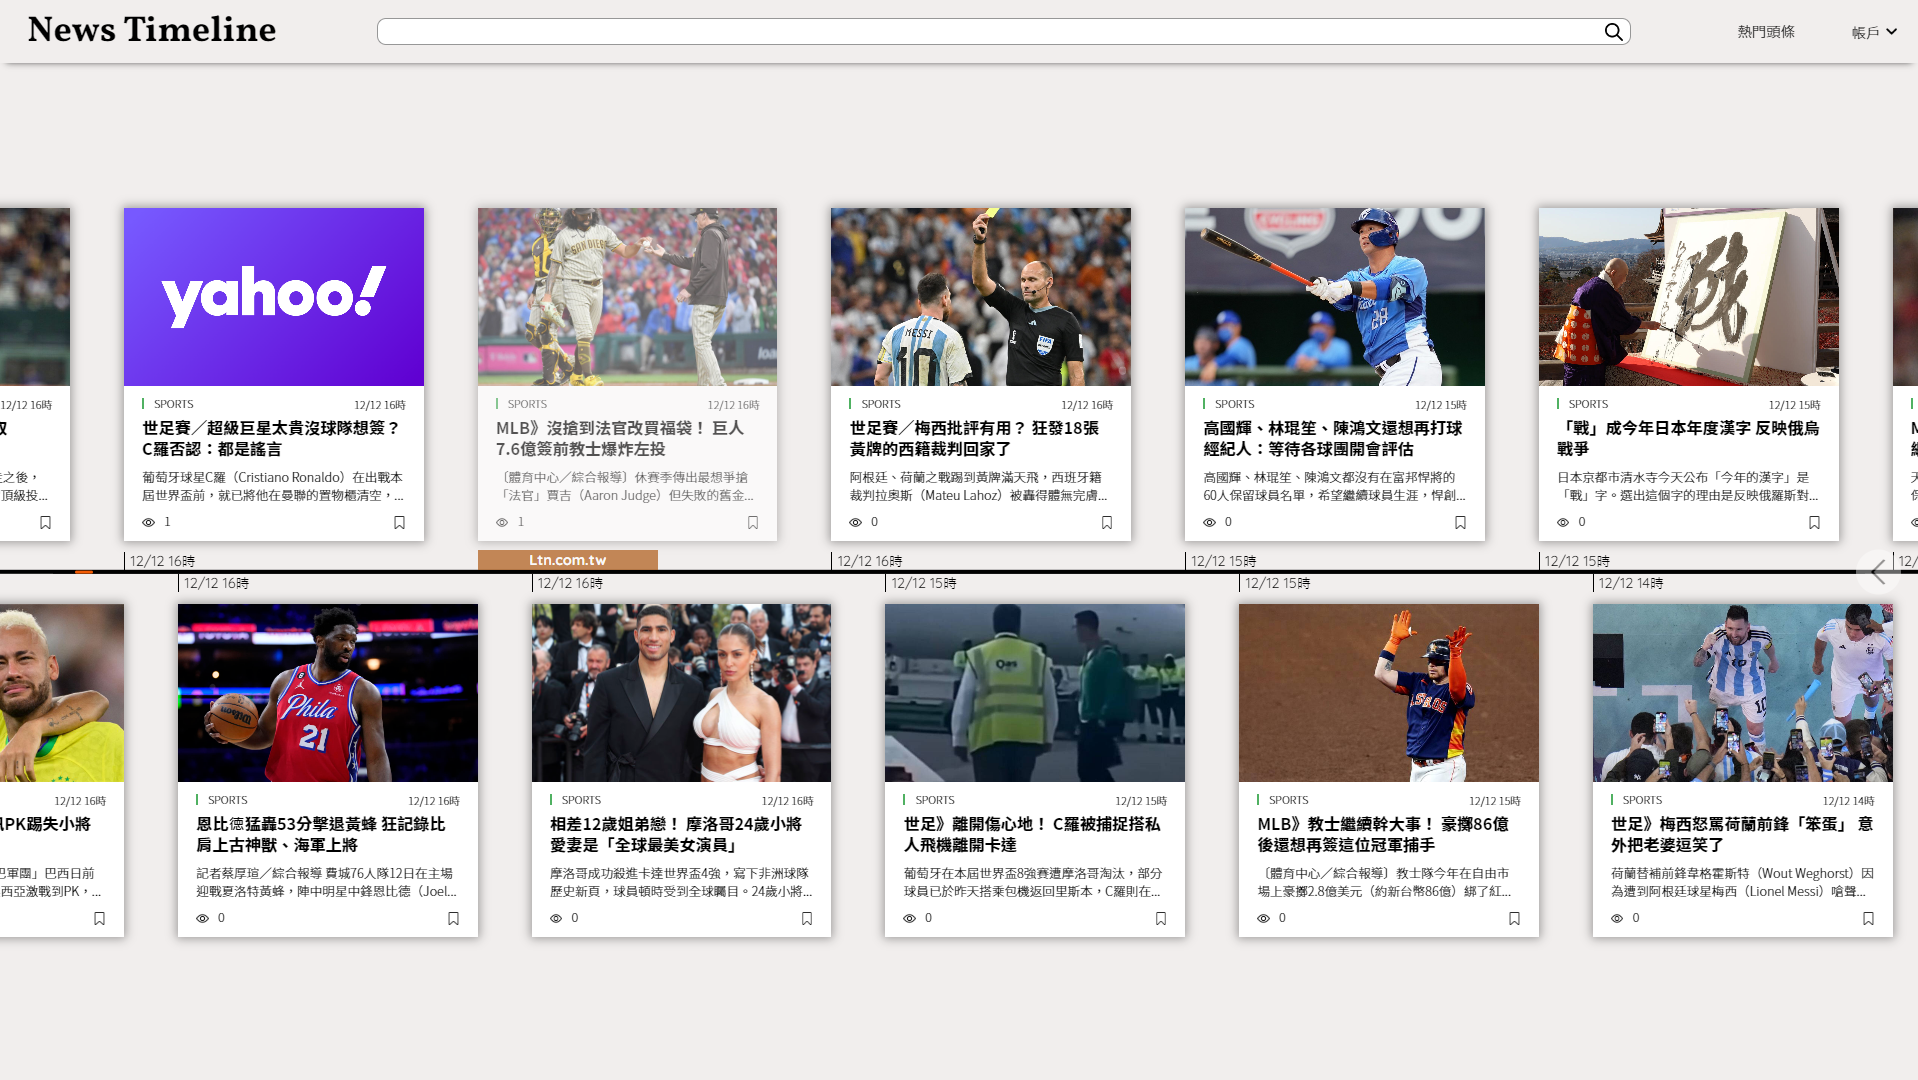 News Timeline
熱門頭條
帳戶
12/12 16時
之後，
頂級投...
yahoo!
SPORTS
12/12 16時
世足賽／超級巨星太貴沒球隊想簽？
C羅否認：都是謠言
葡萄牙球星C羅（Cristiano Ronaldo）在出戰本
屆世界盃前，就已將他在曼聯的置物櫃清空，...
1
SAN DIEGO
SPORTS
12/12 16時
MLB》沒搶到法官改買福袋！ 巨人
7.6億簽前教士爆炸左投
〔體育中心／綜合報導〕休賽季傳出最想爭搶
「法官」賈吉（Aaron Judge）但失敗的舊金...
1
MESSI
10
SPORTS
12/12 16時
世足賽／梅西批評有用？ 狂發18張
黃牌的西籍裁判回家了
阿根廷、荷蘭之戰踢到黃牌滿天飛，西班牙籍
裁判拉奧斯（Mateu Lahoz）被轟得體無完膚...
0
28
SPORTS
12/12 15時
高國輝、林琨笙、陳鴻文還想再打球
經紀人：等待各球團開會評估
高國輝、林琨笙、陳鴻文都沒有在富邦悍將的
60人保留球員名單，希望繼續球員生涯，悍創...
0
戦
SPORTS
12/12 15時
「戰」成今年日本年度漢字 反映俄烏
戰爭
日本京都市清水寺今天公布「今年的漢字」是
「戰」字。選出這個字的理由是反映俄羅斯對...
0
12/12 16時
Ltn.com.tw
12/12 16時
12/12 15時
12/12 15時
12/
12/12 16時
12/12 16時
12/12 15時
12/12 15時
12/12 14時
12/12 16時
PK踢失小將
巴軍團」巴西日前
西亞激戰到PK，...
Phila
21
SPORTS
12/12 16時
恩比德猛轟53分擊退黃蜂 狂記錄比
肩上古神獸、海軍上將
記者蔡厚瑄／綜合報導 費城76人隊12日在主場
迎戰夏洛特黃蜂，陣中明星中鋒恩比德（Joel...
0
SPORTS
12/12 16時
相差12歲姐弟戀！ 摩洛哥24歲小將
愛妻是「全球最美女演員」
摩洛哥成功殺進卡達世界盃4強，寫下非洲球隊
歷史新頁，球員頓時受到全球矚目。24歲小將...
0
Qas
SPORTS
12/12 15時
世足》離開傷心地！ C羅被捕捉搭私
人飛機離開卡達
葡萄牙在本屆世界盃8強賽遭摩洛哥淘汰，部分
球員已於昨天搭乘包機返回里斯本，C羅則在...
0
SPORTS
12/12 15時
MLB》教士繼續幹大事！ 豪擲86億
後還想再簽這位冠軍捕手
〔體育中心／綜合報導〕教士隊今年在自由市
場上豪擲2.8億美元（約新台幣86億）綁了紅...
0
10
SPORTS
12/12 14時
世足》梅西怒罵荷蘭前鋒「笨蛋」 意
外把老婆逗笑了
荷蘭替補前鋒韋格霍斯特（Wout Weghorst）因
為遭到阿根廷球星梅西（Lionel Messi）嗆聲...
0